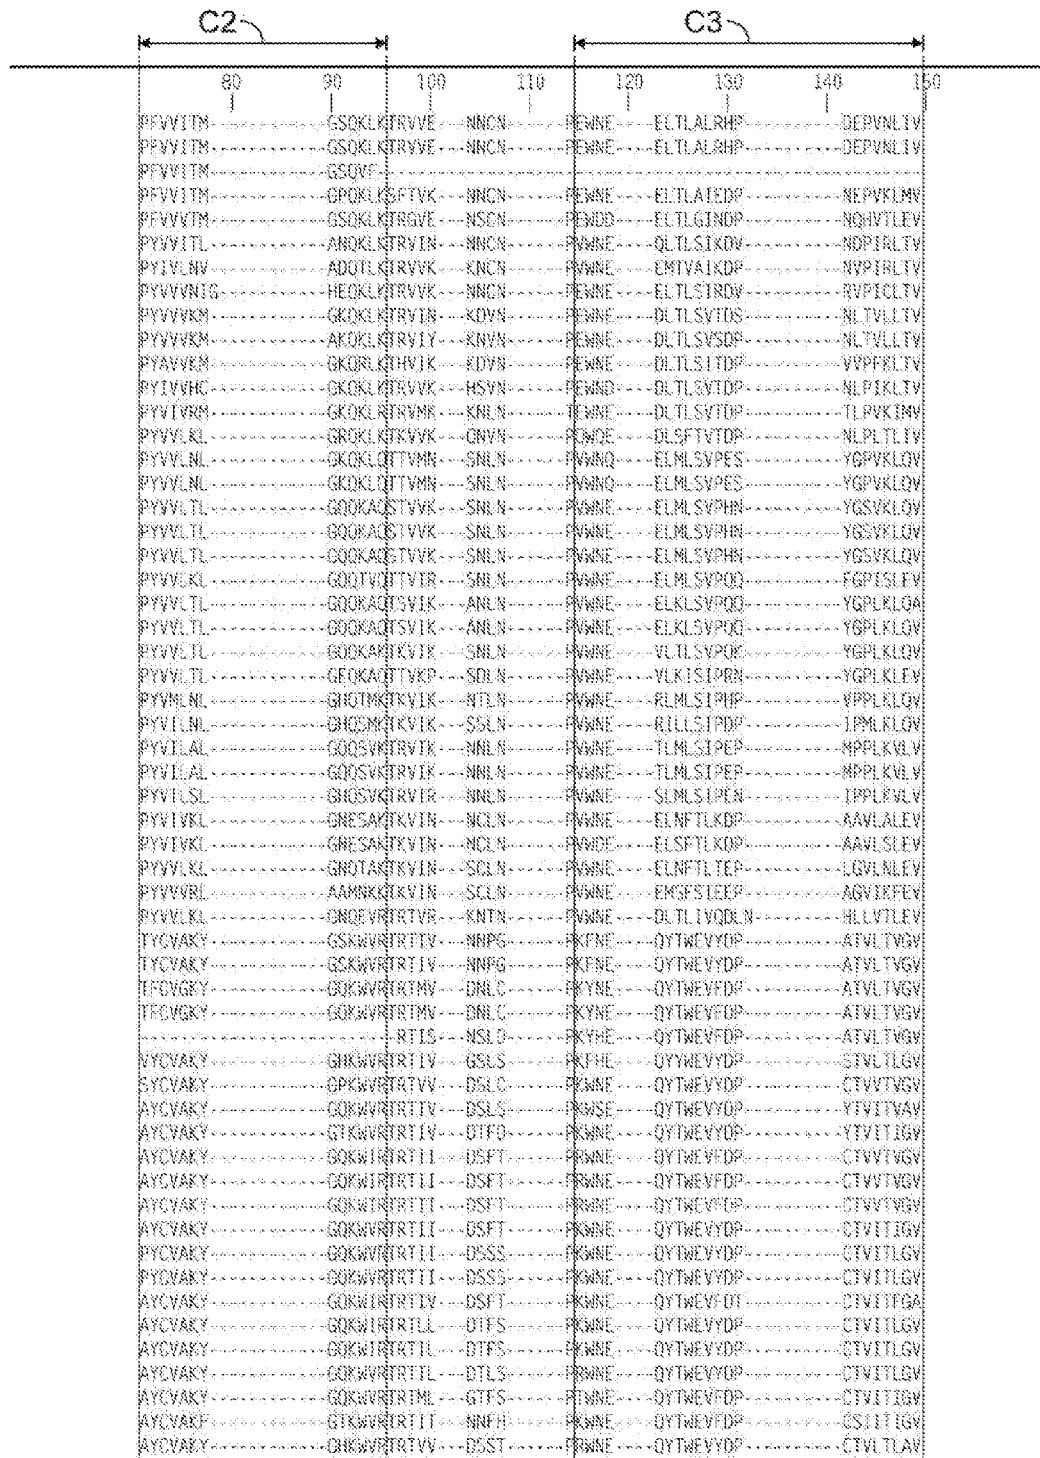 C2 C3
80 90 100 110 120 130 140 150
PFVVITM GSQKLKTRVVE NNCN PEWNE ELTLALRHP DEPVNLIV
PFVVITM GSQKLKTRVVE NNCN PEWNE ELTLALRHP DEPVNLIV
PFVVITM GSQVF
PFVVITM GPQKLKSFTVK NNCN PEWNE ELTLAIEDP NEPVKLMV
PFVVVTM GSQKLKTRGVE NSCN PEWDD ELTLGINDP NQHVTLEV
PYVVITL ANQKLKTRVIN NNCN PVWNE QLTLSIKDV NDPIRLTV
PYIVLNV ADQTLKTRVVK KNCN PVWNE EMTVAIKDP NVPIRLTV
PYVVVNIG HEQKLKTRVVK NNCN PEWNE ELTLSIRDV RVPICLTV
PYVVVKM GKQKLKTRVIN KDVN PEWNE DLTLSVTDS NLTVLLTV
PYVVVKM AKQKLKTRVIY KNVN PEWNE DLTLSVSDP NLTVLLTV
PYAVVKM GKQRLKTHVIK KDVN PEWNE DLTLSITDP VVPFKLTV
PYIVVHC GKQKLKTRVVK HSVN PEWND DLTLSVTDP NLPIKLTV
PYVIVRM GKQKLRTRVMK KNLN TEWNE DLTLSVTDP TLPVKIMV
PYVVLKL GRQKLKTKVVK QNVN PQWQE DLSFTVTDP NLPLTLIV
PYVVLNL GKQKLQTTVMN SNLN PVWNQ ELMLSVPES YGPVKLQV
PYVVLNL GKQKLQTTVMN SNLN PVWNQ ELMLSVPES YGPVKLQV
PYVVLTL GQQKAQSTVVK SNLN PVWNE ELMLSVPHN YGSVKLQV
PYVVLTL GQQKAQSTVVK SNLN PVWNE ELMLSVPHN YGSVKLQV
PYVVLTL GQQKAQSTVVK SNLN PVWNE ELMLSVPHN YGSVKLQV
PYVVLKL GQQTVQTTVIR SNLN PVWNE ELMLSVPQQ FGPISLEV
PYVVLTL GQQKAQTSVIK ANLN PVWNE ELKLSVPQQ YGPLKLQA
PYVVLTL GQQKAQTSVIK ANLN PVWNE ELKLSVPQQ YGPLKLQV
PYVVLTL GQQKAKTKVIK SNLN PVWNE VLTLSVPQK YGPLKLQV
PYVVLTL GEQKAQTTVKP SDLN PVWNE VLKISIPRN YGPLKLEV
PYVMLNL GHQTMKTKVIK NTLN PVWNE RLMLSIPHP VPPLKLQV
PYVILNL GHQSMKTKVIK SSLN PVWNE RILLSIPDP IPMLKLQV
PYVILAL GQQSVKTRVTK NNLN PVWNE TLMLSIPEP MPPLKVLV
PYVILAL GQQSVKTRVIK NNLN PVWNE TLMLSIPEP MPPLKVLV
PYVILSL GHQSVKTRVIR NNLN PVWNE SLMLSIPEN IPPLKVLV
PYVIVKL GNESAKTKVIN NCLN PVWNE ELNFTLKDP AAVLALEV
PYVIVKL GNESAKTKVIN NCLN PVWDE ELSFTLKDP AAVLSLEV
PYVVLKL GNQTAKTKVIN SCLN PVWNE ELNFTLTEP LGVLNLEV
PYVVVRL AAMNKKTKVIN SCLN PVWNE EMSFSIEEP AGVIKFEV
PYVVLKL GNQEVRTRTVR KNTN PVWNE DLTLIVQDLN HLLVTLEV
TYCVAKY GSKWVRTRTIV NNPG PKFNE QYTWEVYDP ATVLTVGV
TYCVAKY GSKWVRTRTIV NNPG PKFNE QYTWEVYDP ATVLTVGV
TFCVGKY GQKWVRTRTMV DNLC PKYNE QYTWEVFDP ATVLTVGV
TFCVGKY GQKWVRTRTMV DNLC PKYNE QYTWEVFDP ATVLTVGV
RTIS NSLD PKYHE QYTWEVFDP ATVLTVGV
VYCVAKY GHKWVRTRTIV GSLS PKFHE QYYWEVYDP STVLTLGV
SYCVAKY GPKWVRTRTVV DSLC PKWNE QYTWEVYDP CTVVTVGV
AYCVAKY GQKWVRTRTTV DSLS PKWSE QYTWEVYDP YTVITVAV
AYCVAKY GTKWVRTRTIV DTFD PKWNE QYTWEVYDP YTVITIGV
AYCVAKY GQKWIRTRTII DSFT PRWNE QYTWEVFDP CTVVTVGV
AYCVAKY GQKWIRTRTII DSFT PRWNE QYTWEVFDP CTVVTVGV
AYCVAKY GQKWIRTRTII DSFT PRWNE QYTWEVFDP CTVVTVGV
AYCVAKY GQKWVRTRTII DSFT PKWNE QYTWEVYDP CTVITIGV
PYCVAKY GQKWVRTRTII DSSS PKWNE QYTWEVYDP CTVITLGV
PYCVAKY GQKWVRTRTII DSSS PKWNE QYTWEVYDP CTVITLGV
AYCVAKY GQKWIRTRTIV DSFT PKWNE QYTWEVFDT CTVITFGA
AYCVAKY GQKWIRTRTLL DTFS PKWNE QYTWEVYDP CTVITLGV
AYCVAKY GQKWIRTRTIL DTFS PKWNE QYTWEVYDP CTVITLGV
AYCVAKY GQKWVRTRTIL DTLS PRWNE QYTWEVYDP CTVITLGV
AYCVAKY GQKWVRTRTML GTFS PTWNE QYTWEVFDP CTVITIGV
AYCVAKF GTKWVRTRTIT NNFH PKWNE QYTWEVFDP CSIITIGV
AYCVAKY GHKWVRTRTVV DSST PRWNE QYTWEVYDP CTVLTLAV